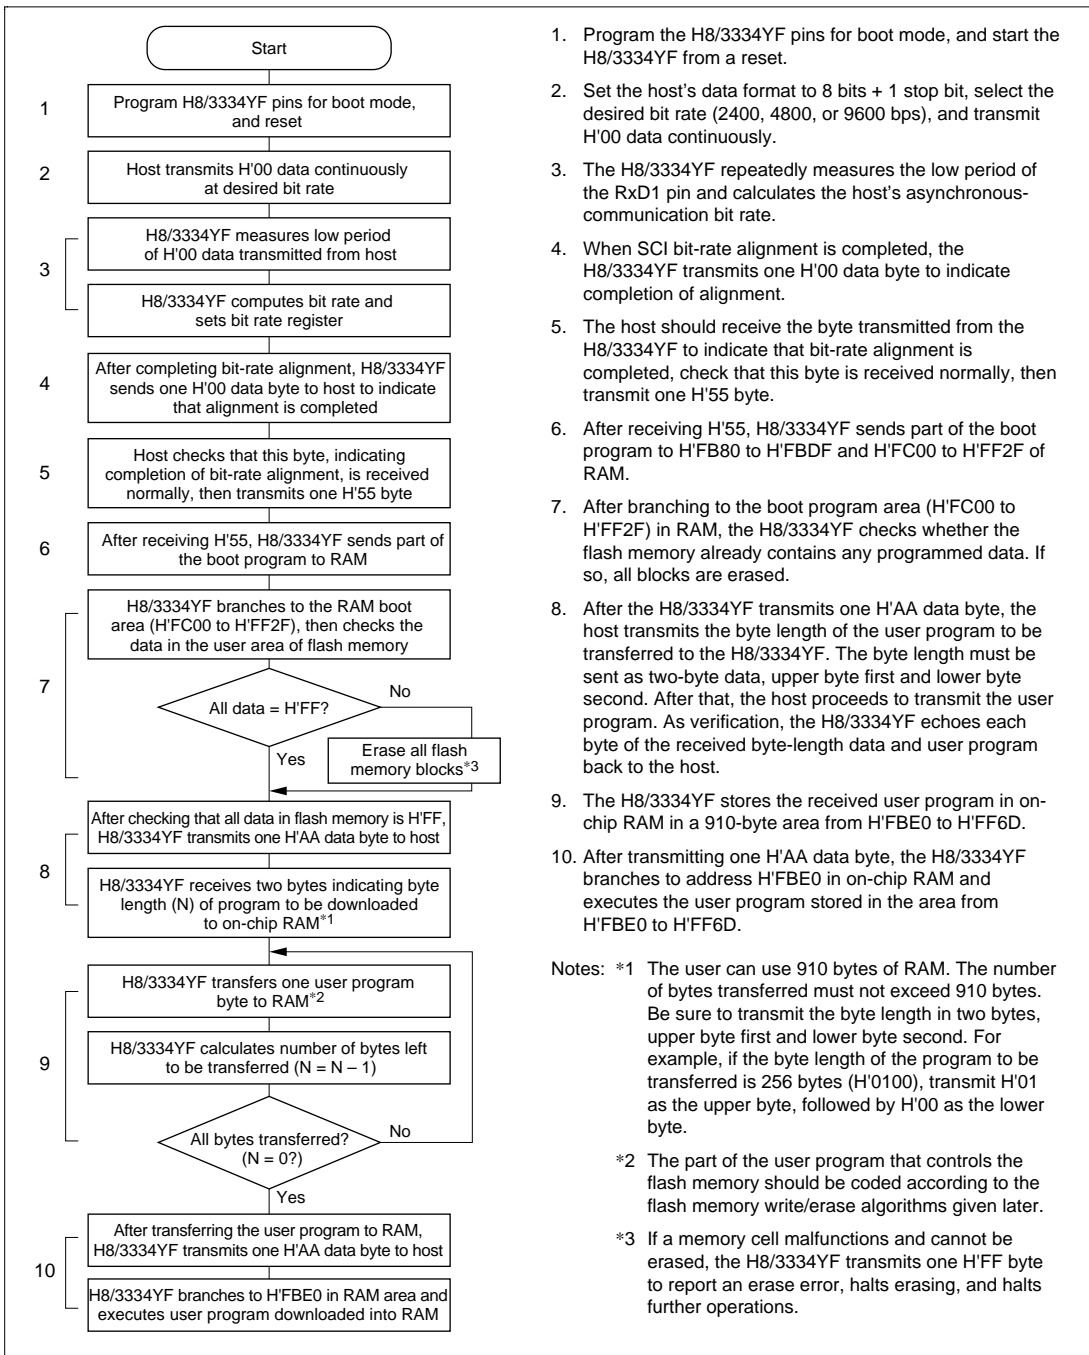 Start
1
Program H8/3334YF pins for boot mode,
and reset
2
Host transmits H'00 data continuously
at desired bit rate
3
H8/3334YF measures low period
of H'00 data transmitted from host
H8/3334YF computes bit rate and
sets bit rate register
4
After completing bit-rate alignment, H8/3334YF
sends one H'00 data byte to host to indicate
that alignment is completed
5
Host checks that this byte, indicating
completion of bit-rate alignment, is received
normally, then transmits one H'55 byte
6
After receiving H'55, H8/3334YF sends part of
the boot program to RAM
7
H8/3334YF branches to the RAM boot
area (H'FC00 to H'FF2F), then checks the
data in the user area of flash memory
All data = H'FF?
No
Yes
Erase all flash
memory blocks*3
8
After checking that all data in flash memory is H'FF,
H8/3334YF transmits one H'AA data byte to host
H8/3334YF receives two bytes indicating byte
length (N) of program to be downloaded
to on-chip RAM*1
9
H8/3334YF transfers one user program
byte to RAM*2
H8/3334YF calculates number of bytes left
to be transferred (N = N – 1)
All bytes transferred?
(N = 0?)
No
Yes
10
After transferring the user program to RAM,
H8/3334YF transmits one H'AA data byte to host
H8/3334YF branches to H'FBE0 in RAM area and
executes user program downloaded into RAM
1. Program the H8/3334YF pins for boot mode, and start the
H8/3334YF from a reset.
2. Set the host's data format to 8 bits + 1 stop bit, select the
desired bit rate (2400, 4800, or 9600 bps), and transmit
H'00 data continuously.
3. The H8/3334YF repeatedly measures the low period of
the RxD1 pin and calculates the host's asynchronous-
communication bit rate.
4. When SCI bit-rate alignment is completed, the
H8/3334YF transmits one H'00 data byte to indicate
completion of alignment.
5. The host should receive the byte transmitted from the
H8/3334YF to indicate that bit-rate alignment is
completed, check that this byte is received normally, then
transmit one H'55 byte.
6. After receiving H'55, H8/3334YF sends part of the boot
program to H'FB80 to H'FBDF and H'FC00 to H'FF2F of
RAM.
7. After branching to the boot program area (H'FC00 to
H'FF2F) in RAM, the H8/3334YF checks whether the
flash memory already contains any programmed data. If
so, all blocks are erased.
8. After the H8/3334YF transmits one H'AA data byte, the
host transmits the byte length of the user program to be
transferred to the H8/3334YF. The byte length must be
sent as two-byte data, upper byte first and lower byte
second. After that, the host proceeds to transmit the user
program. As verification, the H8/3334YF echoes each
byte of the received byte-length data and user program
back to the host.
9. The H8/3334YF stores the received user program in on-
chip RAM in a 910-byte area from H'FBE0 to H'FF6D.
10. After transmitting one H'AA data byte, the H8/3334YF
branches to address H'FBE0 in on-chip RAM and
executes the user program stored in the area from
H'FBE0 to H'FF6D.
Notes: *1 The user can use 910 bytes of RAM. The number
of bytes transferred must not exceed 910 bytes.
Be sure to transmit the byte length in two bytes,
upper byte first and lower byte second. For
example, if the byte length of the program to be
transferred is 256 bytes (H'0100), transmit H'01
as the upper byte, followed by H'00 as the lower
byte.
*2 The part of the user program that controls the
flash memory should be coded according to the
flash memory write/erase algorithms given later.
*3 If a memory cell malfunctions and cannot be
erased, the H8/3334YF transmits one H'FF byte
to report an erase error, halts erasing, and halts
further operations.